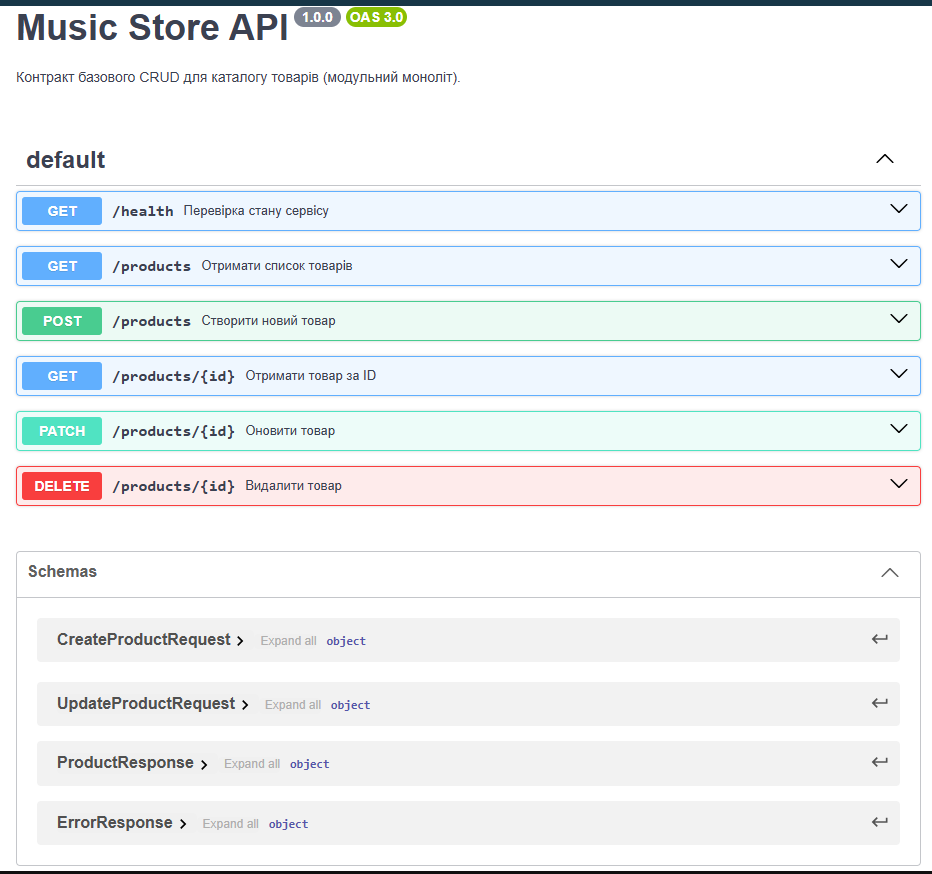 Music Store API 1.0.0 OAS 3.0
Контракт базового CRUD для каталогу товарів (модульний моноліт).
default
GET /health Перевірка стану сервісу
GET /products Отримати список товарів
POST /products Створити новий товар
GET /products/{id} Отримати товар за ID
PATCH /products/{id} Оновити товар
DELETE /products/{id} Видалити товар
Schemas
CreateProductRequest Expand all object
UpdateProductRequest Expand all object
ProductResponse Expand all object
ErrorResponse Expand all object